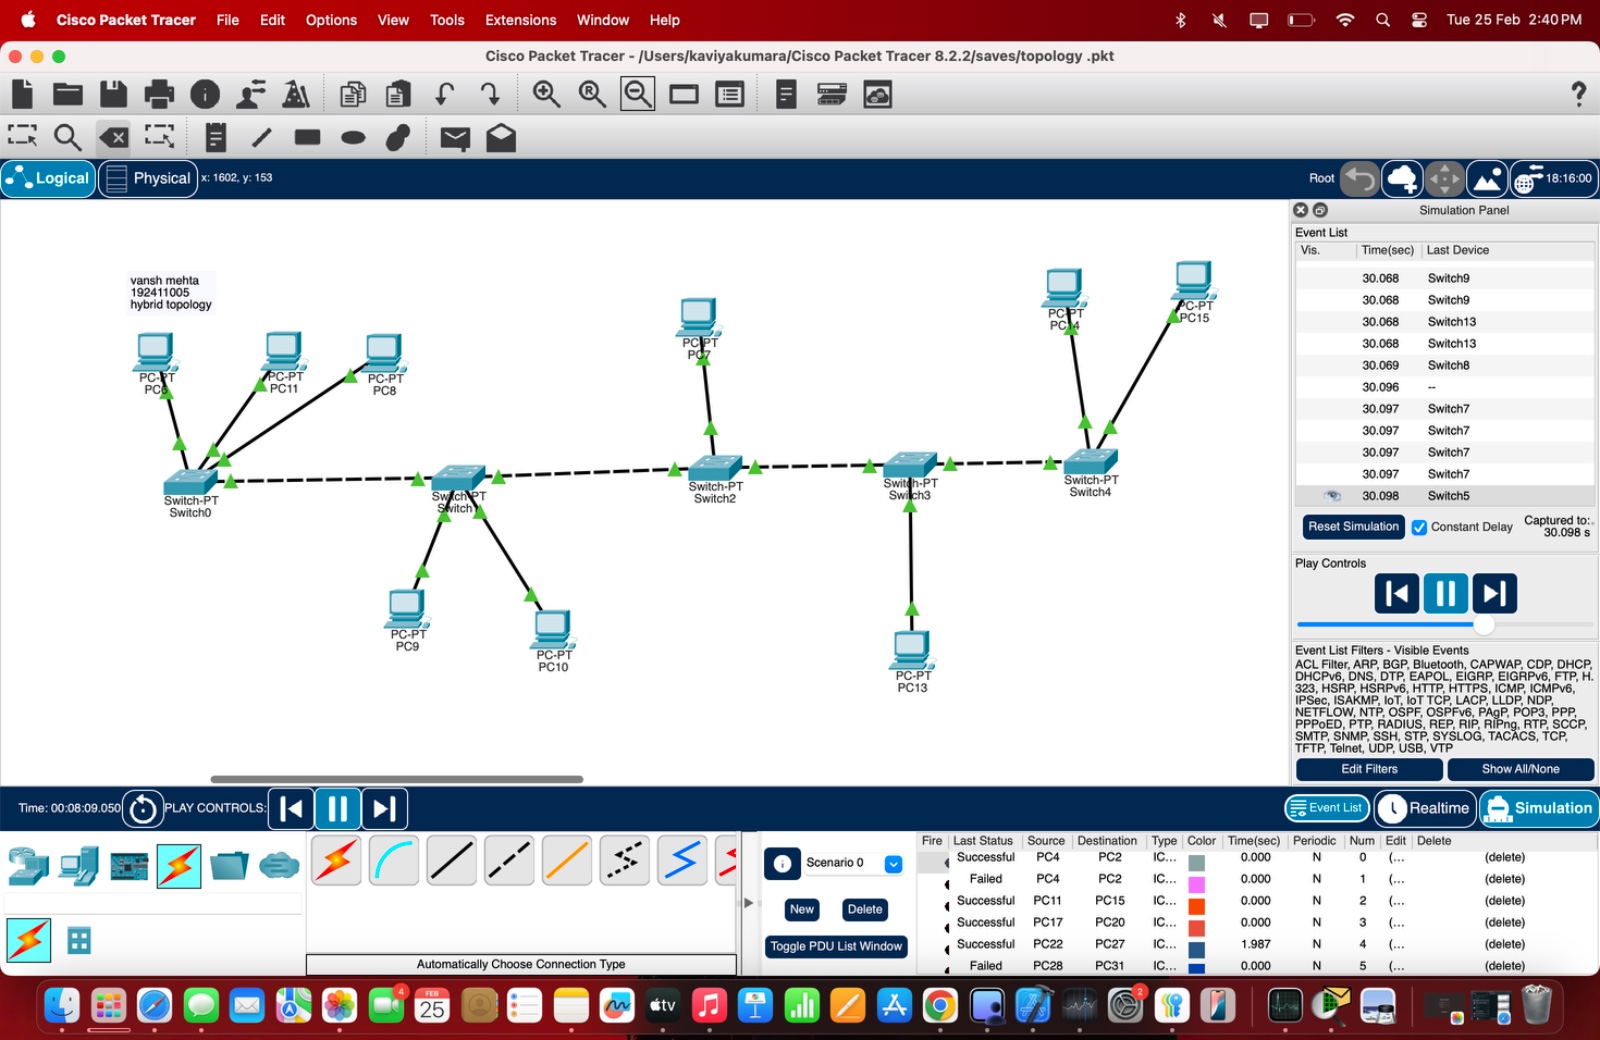 Cisco Packet Tracer File Edit Options View Tools Extensions Window Help Tue 25 Feb 2:40 PM
Cisco Packet Tracer - /Users/kaviyakumara/Cisco Packet Tracer 8.2.2/saves/topology .pkt
Logical Physical x: 1602, y: 153 Root 18:16:00
vansh mehta
192411005
hybrid topology
PC-PT
PC6
PC-PT
PC11
PC-PT
PC8
PC-PT
PC7
PC-PT
PC14
PC-PT
PC15
Switch-PT
Switch0
Switch-PT
Switch
Switch-PT
Switch2
Switch-PT
Switch3
Switch-PT
Switch4
PC-PT
PC9
PC-PT
PC10
PC-PT
PC13
Simulation Panel
Event List
Vis. Time(sec) Last Device
30.068 Switch9
30.068 Switch9
30.068 Switch13
30.068 Switch13
30.069 Switch8
30.096 --
30.097 Switch7
30.097 Switch7
30.097 Switch7
30.097 Switch7
30.098 Switch5
Reset Simulation Constant Delay Captured to:
30.098 s
Play Controls
Event List Filters - Visible Events
ACL Filter, ARP, BGP, Bluetooth, CAPWAP, CDP, DHCP,
DHCPv6, DNS, DTP, EAPOL, EIGRP, EIGRPv6, FTP, H.
323, HSRP, HSRPv6, HTTP, HTTPS, ICMP, ICMPv6,
IPSec, ISAKMP, IoT, IoT TCP, LACP, LLDP, NDP,
NETFLOW, NTP, OSPF, OSPFv6, PAgP, POP3, PPP,
PPPoED, PTP, RADIUS, REP, RIP, RIPng, RTP, SCCP,
SMTP, SNMP, SSH, STP, SYSLOG, TACACS, TCP,
TFTP, Telnet, UDP, USB, VTP
Edit Filters Show All/None
Time: 00:08:09.050 PLAY CONTROLS: Event List Realtime Simulation
Scenario 0
New Delete
Toggle PDU List Window
Automatically Choose Connection Type
Fire Last Status Source Destination Type Color Time(sec) Periodic Num Edit Delete
Successful PC4 PC2 IC... 0.000 N 0 (... (delete)
Failed PC4 PC2 IC... 0.000 N 1 (... (delete)
Successful PC11 PC15 IC... 0.000 N 2 (... (delete)
Successful PC17 PC20 IC... 0.000 N 3 (... (delete)
Successful PC22 PC27 IC... 1.987 N 4 (... (delete)
Failed PC28 PC31 IC... 0.000 N 5 (... (delete)
4 FEB 25 tv 2